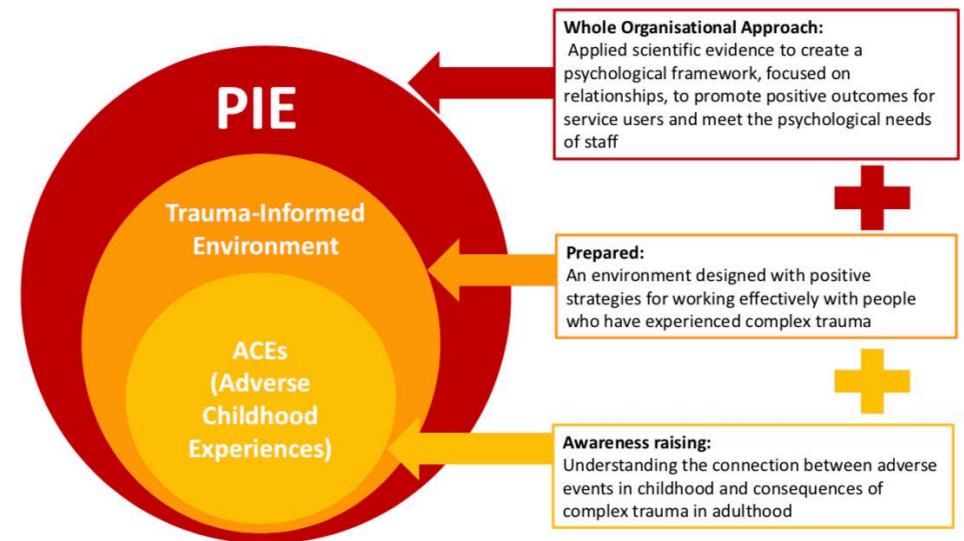 PIE
Trauma-Informed
Environment
ACEs
(Adverse
Childhood
Experiences)
Whole Organisational Approach:
Applied scientific evidence to create a
psychological framework, focused on
relationships, to promote positive outcomes for
service users and meet the psychological needs
of staff
Prepared:
An environment designed with positive
strategies for working effectively with people
who have experienced complex trauma
Awareness raising:
Understanding the connection between adverse
events in childhood and consequences of
complex trauma in adulthood